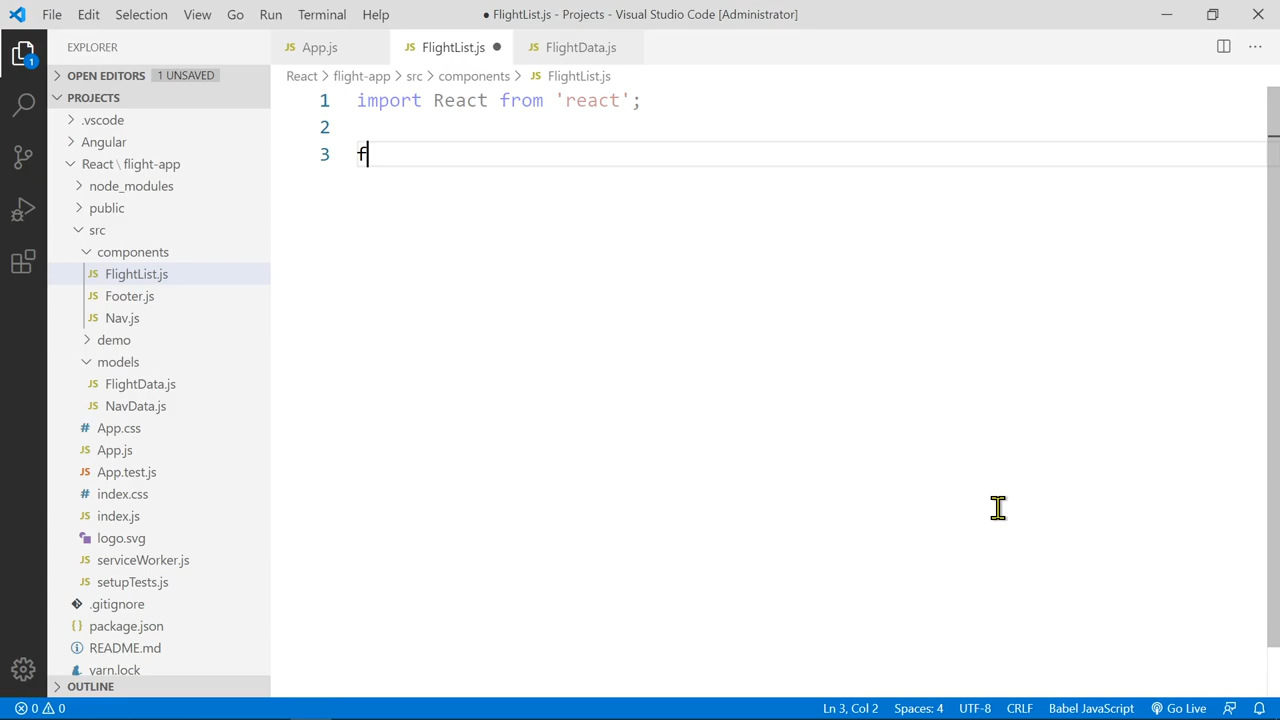 File Edit Selection View Go Run Terminal Help
● FlightList.js - Projects - Visual Studio Code [Administrator]
EXPLORER
JS App.js
JS FlightList.js ●
JS FlightData.js
OPEN EDITORS 1 UNSAVED
React > flight-app > src > components > JS FlightList.js
PROJECTS
.vscode
Angular
React \ flight-app
node_modules
public
src
components
JS FlightList.js
JS Footer.js
JS Nav.js
demo
models
JS FlightData.js
JS NavData.js
# App.css
JS App.js
JS App.test.js
# index.css
JS index.js
logo.svg
JS serviceWorker.js
JS setupTests.js
.gitignore
{} package.json
README.md
yarn.lock
OUTLINE
1
1 import React from 'react';
2
3 f
0 0
Ln 3, Col 2 Spaces: 4 UTF-8 CRLF Babel JavaScript Go Live